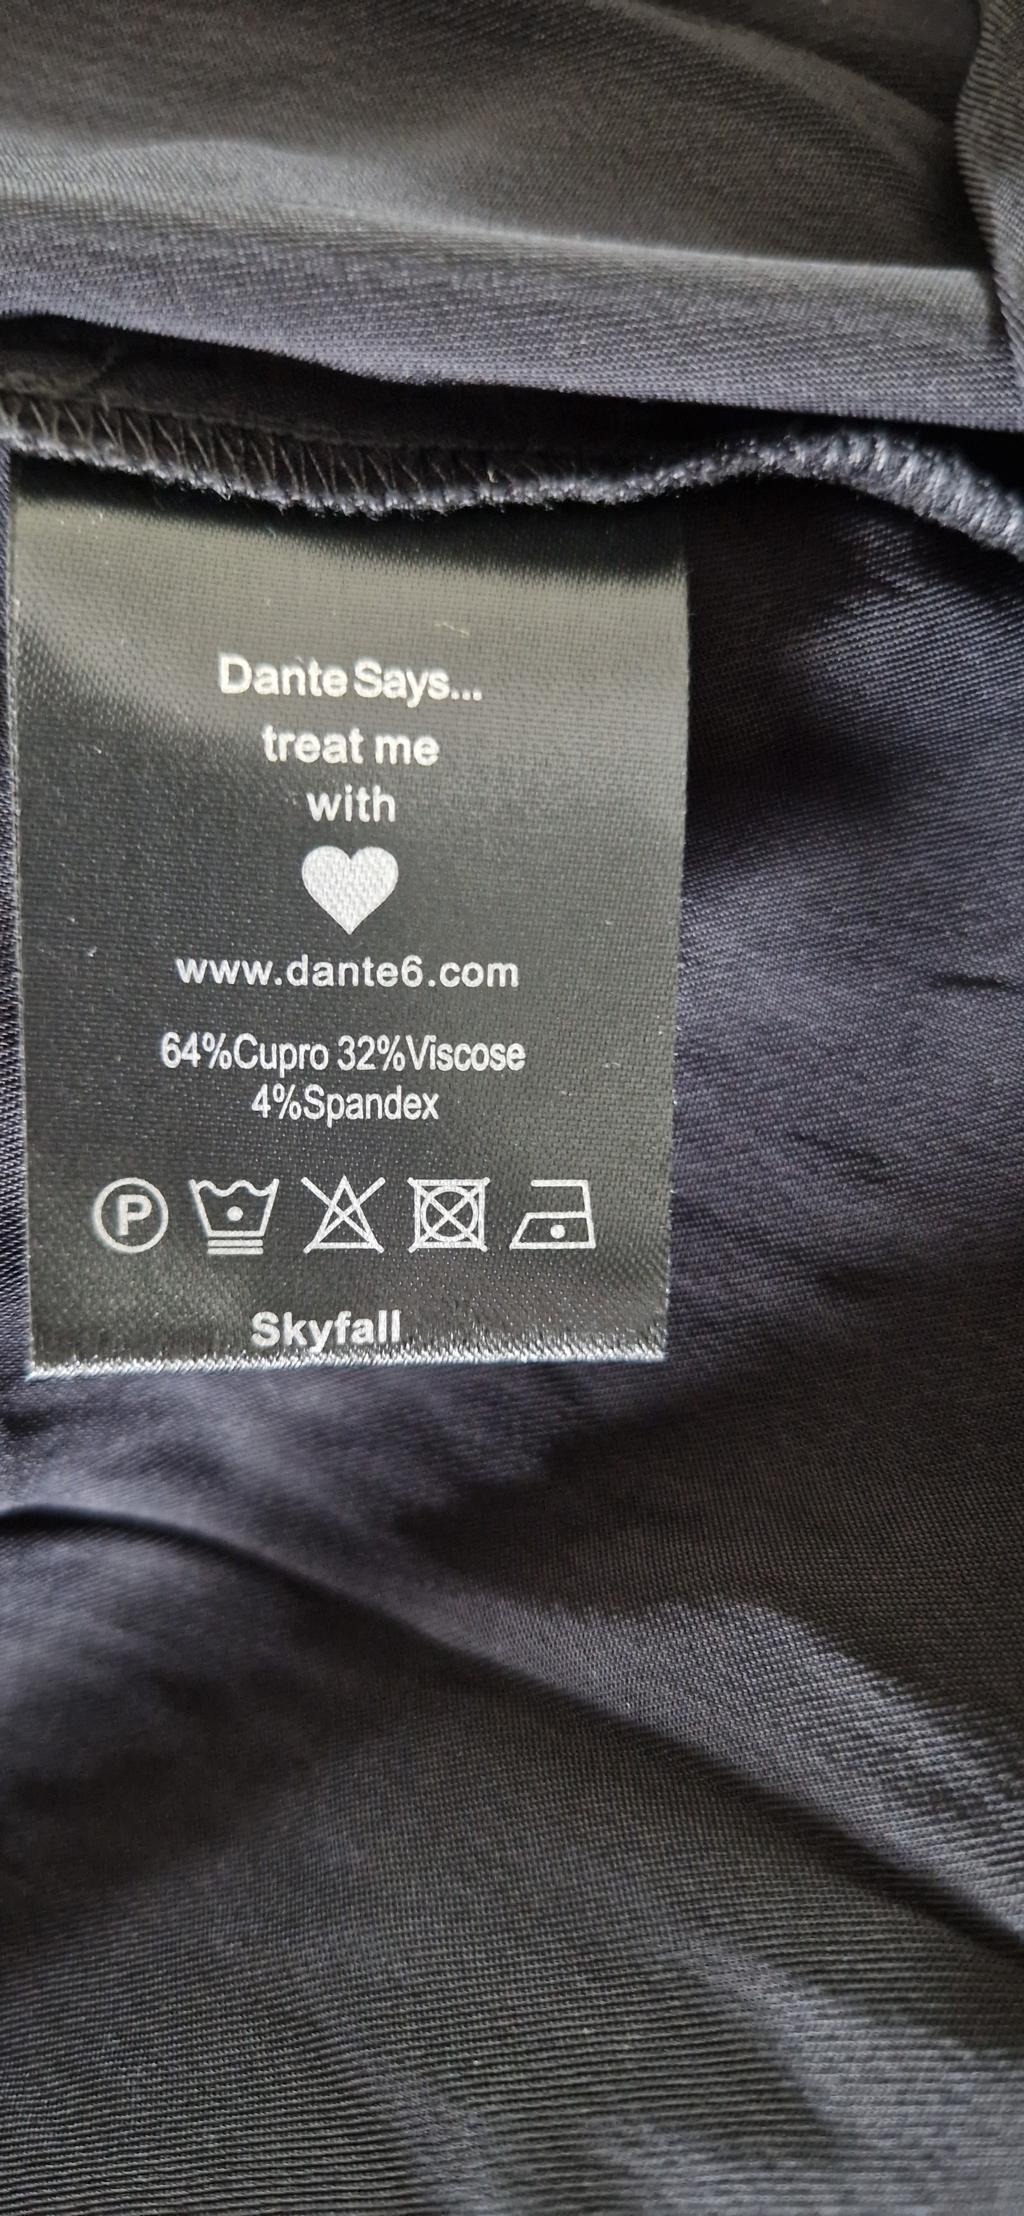 Dante Says...
treat me
with
www.dante6.com
64%Cupro 32%Viscose
4%Spandex
P
Skyfall